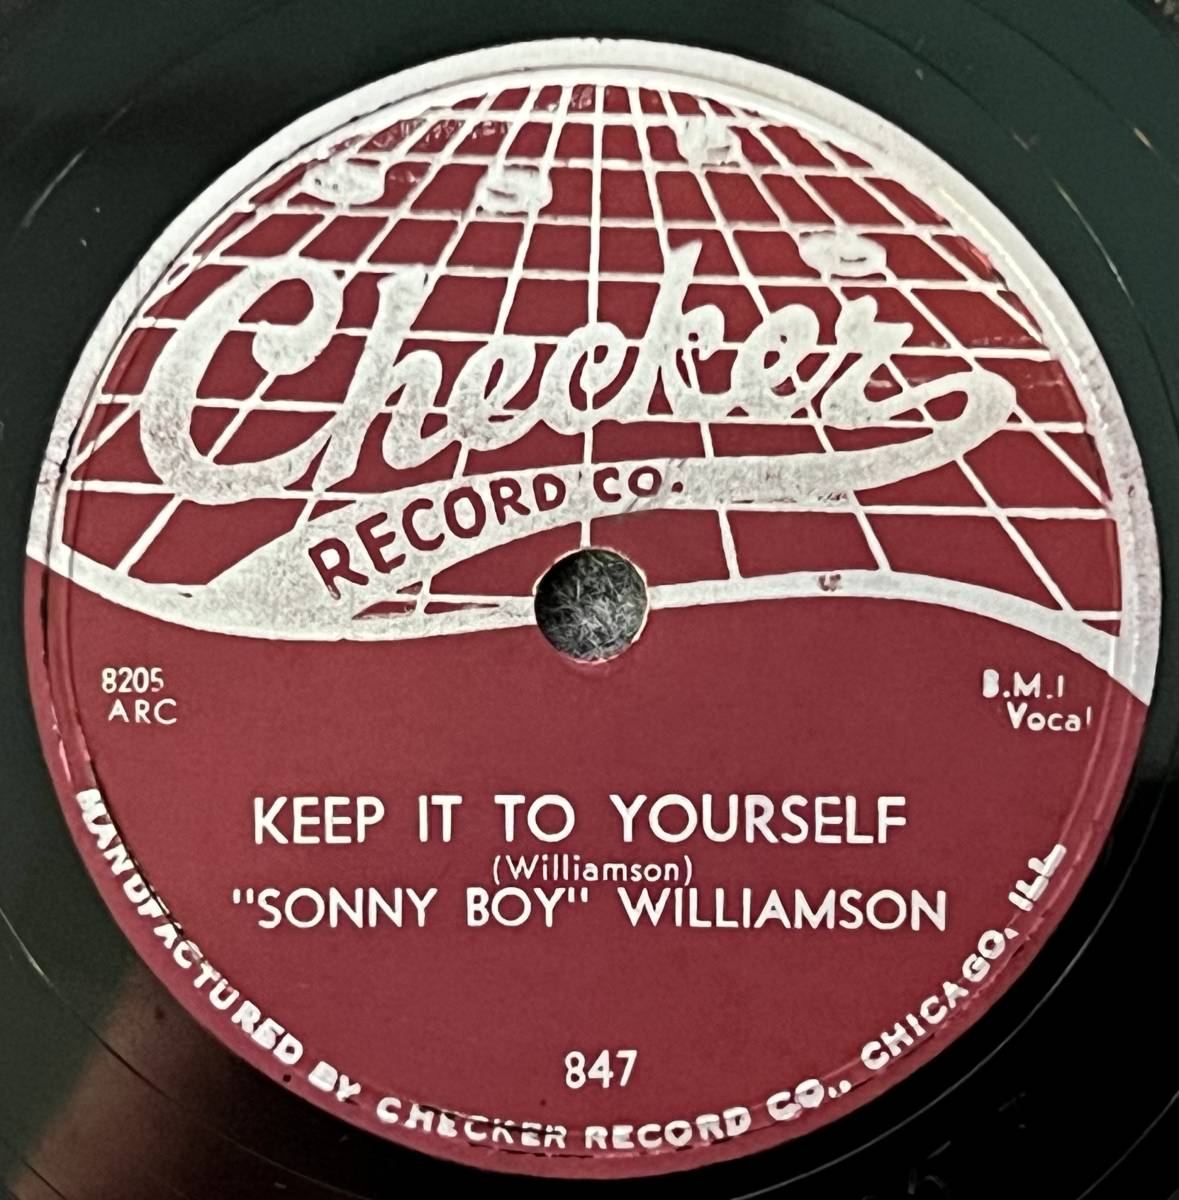 Checker
RECORD CO.
8205
ARC
B.M.I
Vocal
KEEP IT TO YOURSELF
(Williamson)
"SONNY BOY" WILLIAMSON
847
MANUFACTURED BY CHECKER RECORD CO., CHICAGO, ILL